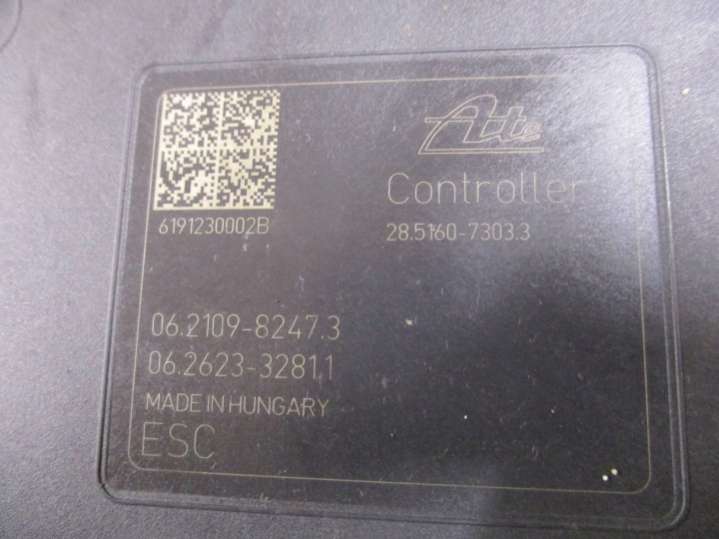 Ate
Controller
6191230002B
28.5160-7303.3
06.2109-8247.3
06.2623-3281.1
MADE IN HUNGARY
ESC